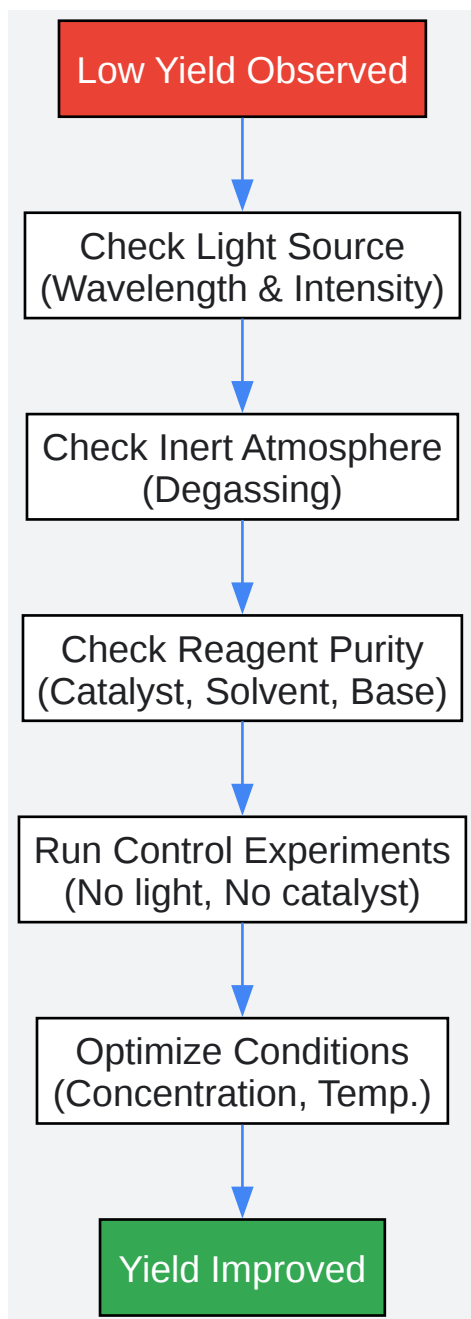 Low Yield Observed
Check Light Source
(Wavelength & Intensity)
Check Inert Atmosphere
(Degassing)
Check Reagent Purity
(Catalyst, Solvent, Base)
Run Control Experiments
(No light, No catalyst)
Optimize Conditions
(Concentration, Temp.)
Yield Improved